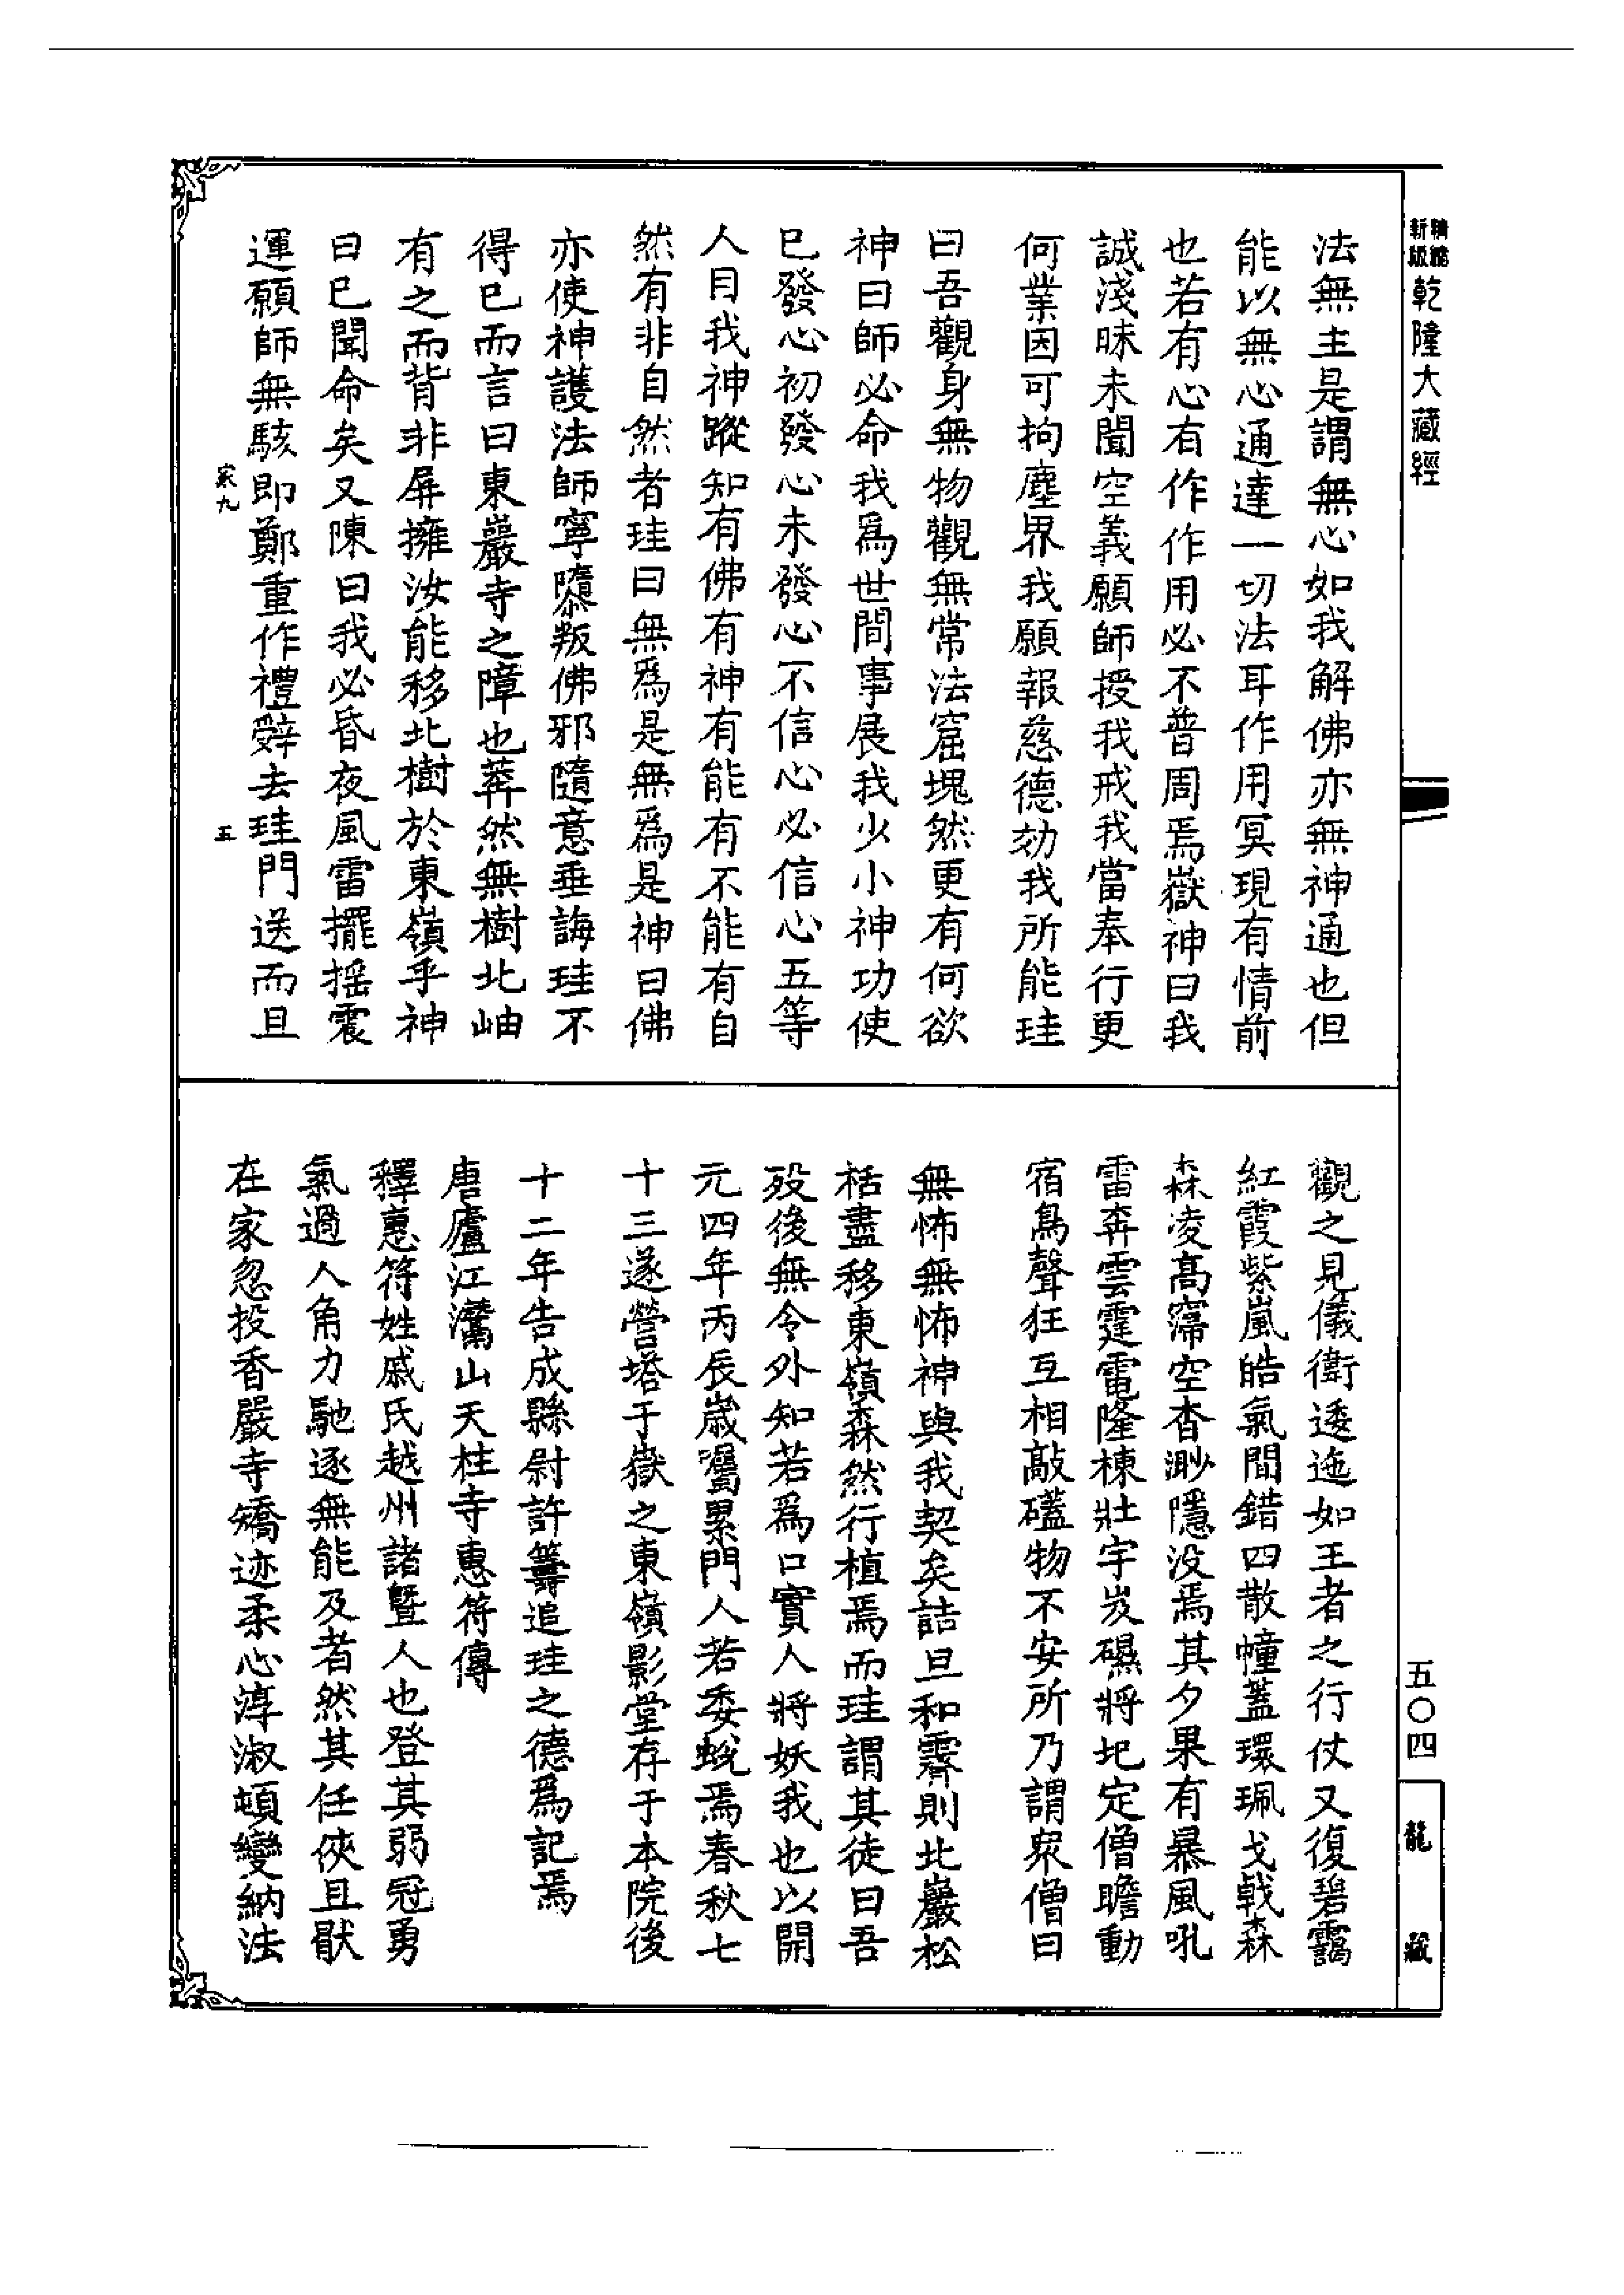 精縮
新版
乾隆大藏經
法無主是謂無心如我解佛亦無神通也但
能以無心通達一切法耳作用冥現有情前
也若有心有作作用必不普周焉嶽神曰我
誠淺昧未聞空義願師授我戒我當奉行更
何業因可拘塵界我願報慈德効我所能珪
曰吾觀身無物觀無常法窟塊然更有何欲
神曰師必命我爲世間事展我少小神功使
已發心初發心未發心不信心必信心五等
人目我神蹤知有佛有神有能有不能有自
然有非自然者珪曰無爲是無爲是神曰佛
亦使神護法師寧隳叛佛邪隨意垂誨珪不
得已而言曰東巖寺之障也莽然無樹北岫
有之而背非屏擁汝能移北樹於東嶺乎神
曰已聞命矣又陳曰我必昏夜風雷擺搖震
運願師無駭即鄭重作禮辤去珪門送而且
家九
五
觀之見儀衛逶迤如王者之行仗又復碧靄
紅霞紫嵐皓氣間錯四散幢蓋環珮戈戟森
森凌高霈空杳渺隱没焉其夕果有暴風吼
雷奔雲霆電隆棟壯宇岌礘將圯定僧瞻動
宿鳥聲狂互相敲礚物不安所乃謂衆僧曰
無怖無怖神與我契矣詰旦和霽則北巖松
栝盡移東嶺森然行植焉而珪謂其徒曰吾
殁後無令外知若爲口實人將妖我也以開
元四年丙辰歲囑累門人若委蛻焉春秋七
十三遂營塔于嶽之東嶺影堂存于本院後
十二年告成縣尉許籌追珪之德爲記焉
唐廬江灊山天柱寺惠符傳
釋惠符姓戚氏越州諸暨人也登其弱冠勇
氣過人角力馳逐無能及者然其任俠且猒
在家忽投香嚴寺矯迹柔心淳淑頓變納法
五〇四
龍藏